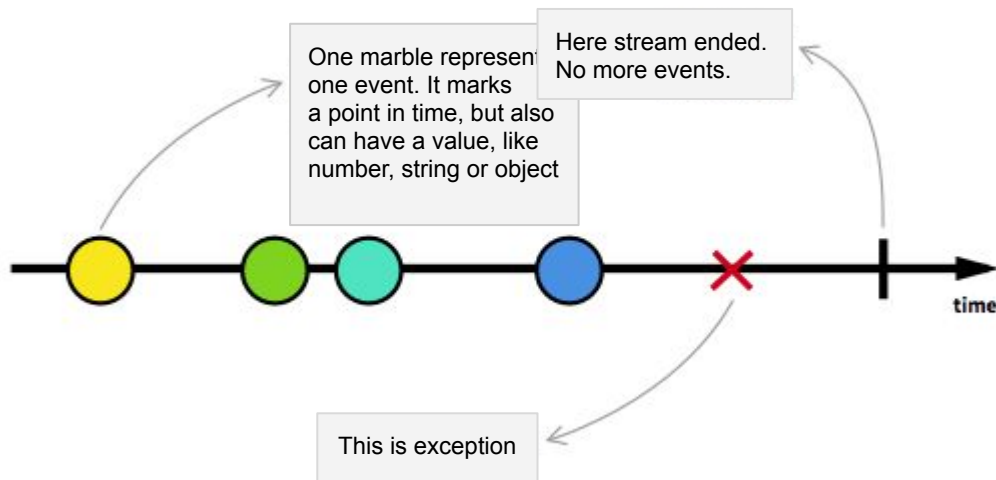 One marble represent
one event. It marks
a point in time, but also
can have a value, like
number, string or object
Here stream ended.
No more events.
time
This is exception